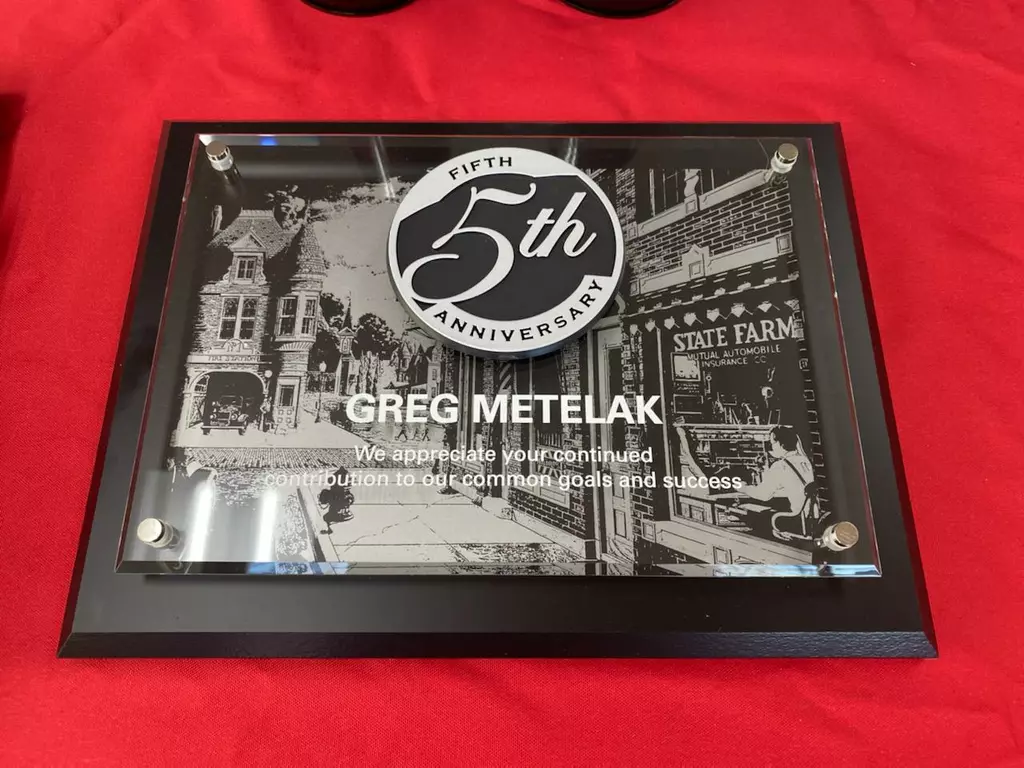 FIFTH
5th
ANNIVERSARY
STATE FARM
MUTUAL AUTOMOBILE
INSURANCE CO
FIRE STATION
GREG METELAK
We appreciate your continued
contribution to our common goals and success